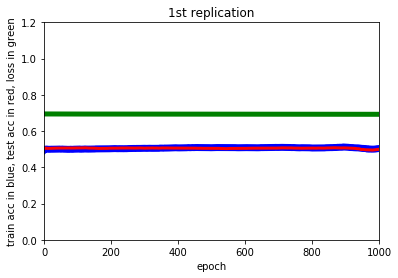 1st replication
train acc in blue, test acc in red, loss in green
1.2
1.0
0.8
0.6
0.4
0.2
0.0
0 200 400 600 800 1000
epoch